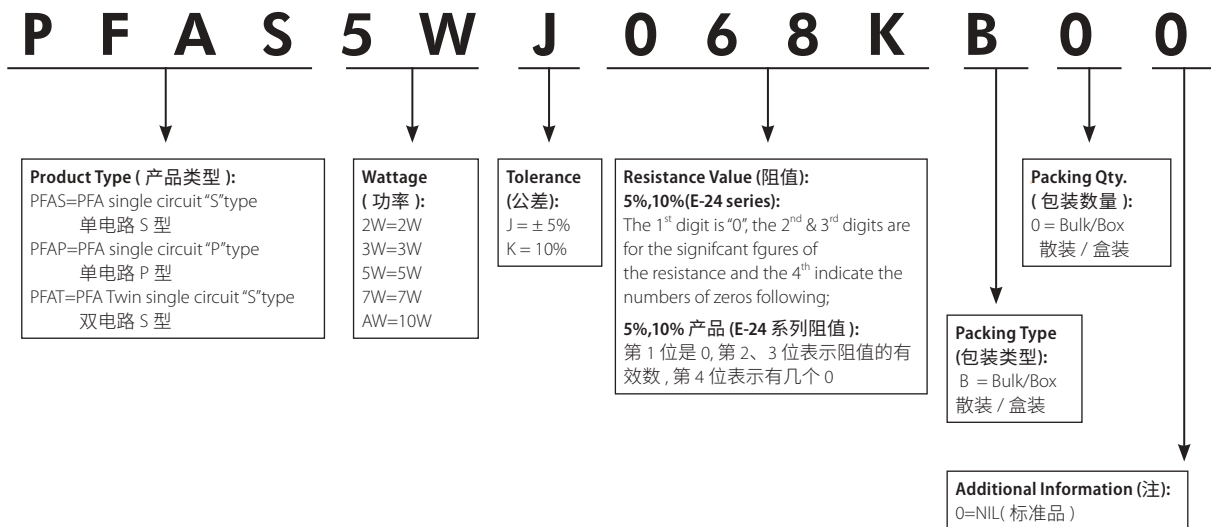 P F A S 5 W J 0 6 8 K B 0 0
Product Type ( 产品类型 ):
PFAS=PFA single circuit “S”type
单电路 S 型
PFAP=PFA single circuit “P”type
单电路 P 型
PFAT=PFA Twin single circuit “S”type
双电路 S 型
Wattage
( 功率 ):
2W=2W
3W=3W
5W=5W
7W=7W
AW=10W
Tolerance
(公差):
J = ± 5%
K = 10%
Resistance Value (阻值):
5%,10%(E-24 series):
The 1st digit is “0”, the 2nd & 3rd digits are
for the signifcant fgures of
the resistance and the 4th indicate the
numbers of zeros following;
5%,10% 产品 (E-24 系列阻值 ):
第 1 位是 0, 第 2、3 位表示阻值的有
效数 , 第 4 位表示有几个 0
Packing Type
(包装类型):
B = Bulk/Box
散装 / 盒装
Packing Qty.
( 包装数量 ):
0 = Bulk/Box
散装 / 盒装
Additional Information (注):
0=NIL( 标准品 )